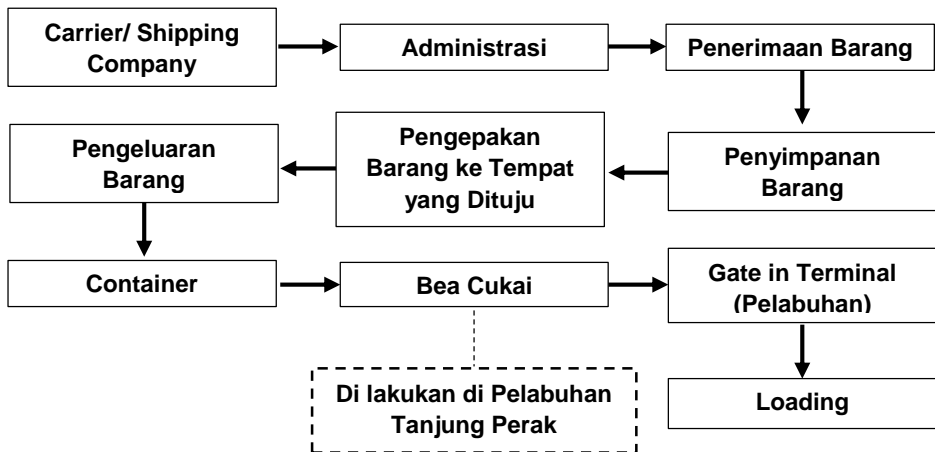 Carrier/ Shipping
Company
Administrasi
Penerimaan Barang
Pengeluaran
Barang
Pengepakan
Barang ke Tempat
yang Dituju
Penyimpanan
Barang
Container
Bea Cukai
Gate in Terminal
(Pelabuhan)
Di lakukan di Pelabuhan
Tanjung Perak
Loading